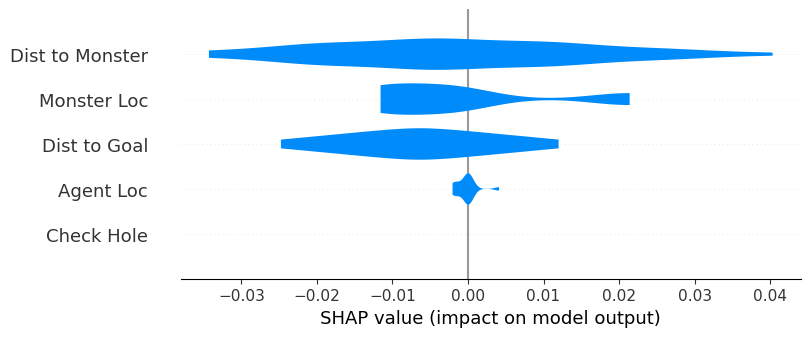 Dist to Monster
Monster Loc
Dist to Goal
Agent Loc
Check Hole
−0.03 −0.02 −0.01 0.00 0.01 0.02 0.03 0.04
SHAP value (impact on model output)